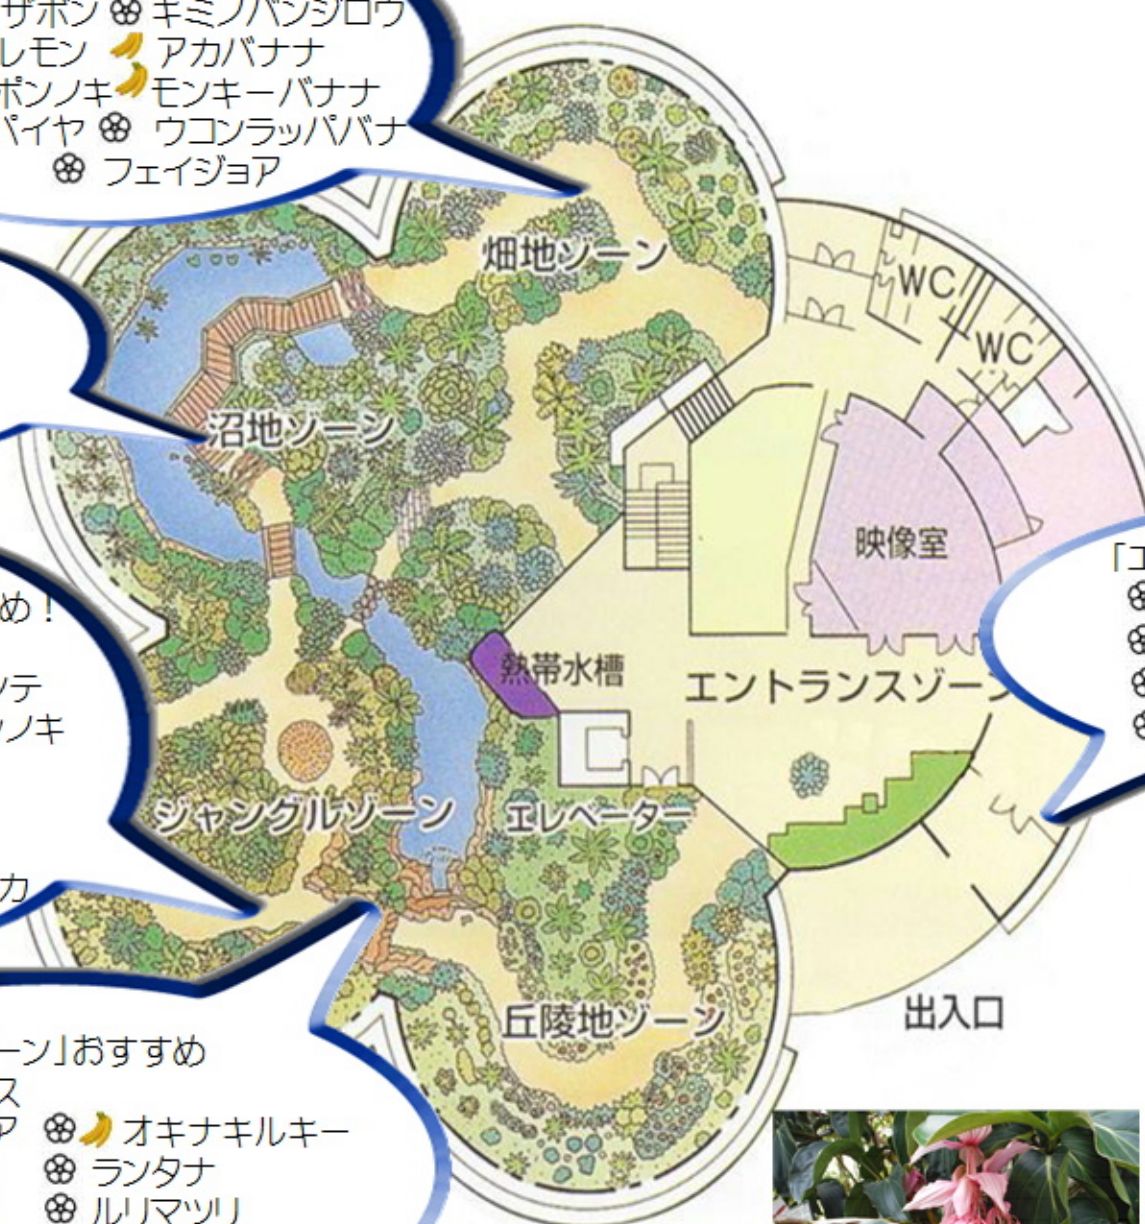 ザボン キミノバンジロウ
レモン アカバナナ
ポンノキ モンキーバナナ
パイヤ ウコンラッパバナ
フェイジョア
畑地ゾーン
WC
WC
沼地ゾーン
映像室
め！
「エ
熱帯水槽
エントランスゾーン
ンテ
ノキ
ジャングルゾーン
エレベーター
カ
丘陵地ゾーン
出入口
ーン」おすすめ
ス
ア オキナキルキー
ランタナ
ルリマツリ